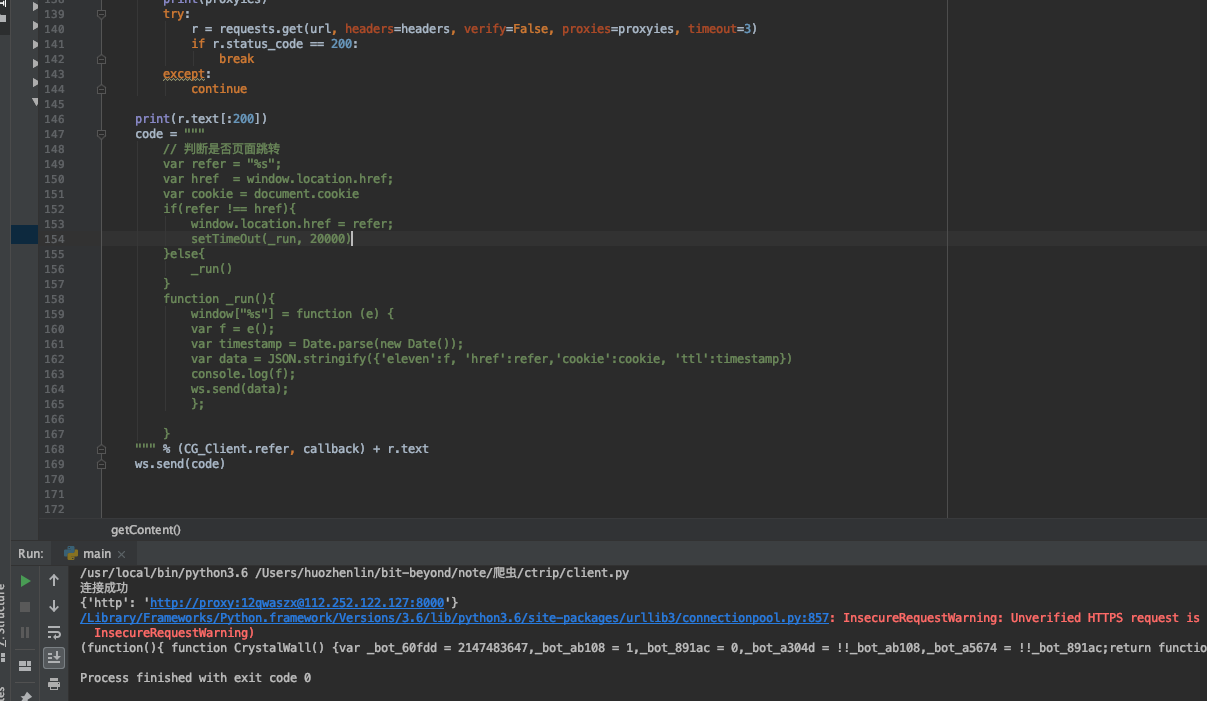 138 print(proxyies)
139 try:
140 r = requests.get(url, headers=headers, verify=False, proxies=proxyies, timeout=3)
141 if r.status_code == 200:
142 break
143 except:
144 continue
145
146 print(r.text[:200])
147 code = """
148 // 判断是否页面跳转
149 var refer = "%s";
150 var href  = window.location.href;
151 var cookie = document.cookie
152 if(refer !== href){
153 window.location.href = refer;
154 setTimeOut(_run, 20000)
155 }else{
156 _run()
157 }
158 function _run(){
159 window["%s"] = function (e) {
160 var f = e();
161 var timestamp = Date.parse(new Date());
162 var data = JSON.stringify({'eleven':f, 'href':refer,'cookie':cookie, 'ttl':timestamp})
163 console.log(f);
164 ws.send(data);
165 };
166
167 }
168 """ % (CG_Client.refer, callback) + r.text
169 ws.send(code)
170
171
172
getContent()
Run: main
/usr/local/bin/python3.6 /Users/huozhenlin/bit-beyond/note/爬虫/ctrip/client.py
连接成功
{'http': 'http://proxy:12qwaszx@112.252.122.127:8000'}
/Library/Frameworks/Python.framework/Versions/3.6/lib/python3.6/site-packages/urllib3/connectionpool.py:857: InsecureRequestWarning: Unverified HTTPS request is
InsecureRequestWarning)
(function(){ function CrystalWall() {var _bot_60fdd = 2147483647,_bot_ab108 = 1,_bot_891ac = 0,_bot_a304d = !!_bot_ab108,_bot_a5674 = !!_bot_891ac;return functio
Process finished with exit code 0